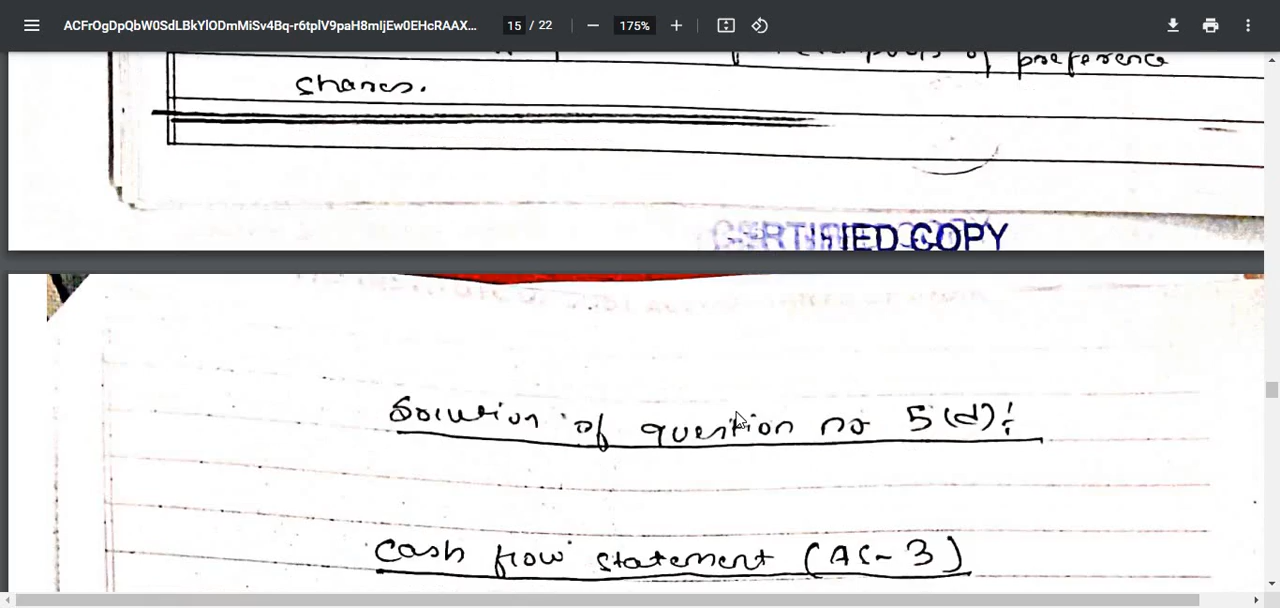 ACFrOgDpQbW0SdLBkYlODmMiSv4Bq-r6tplV9paH8mljEw0EHcRAAX...
15 / 22
175%
of preference
shares.
CERTIFIED COPY
Solution of question no 5(d):
Cash flow statement (AS-3)